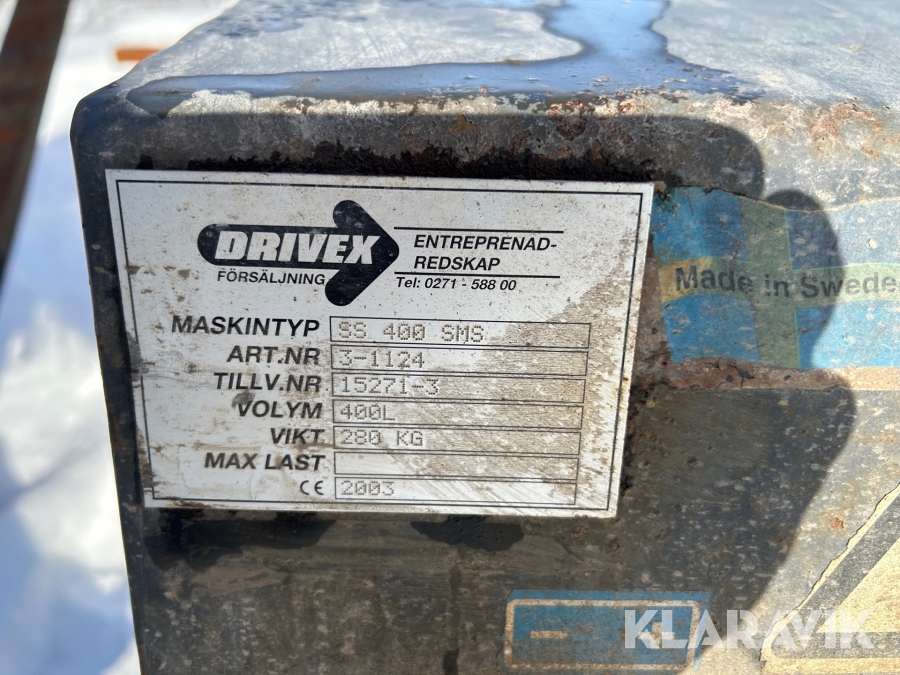 DRIVEX
FÖRSÄLJNING
ENTREPRENAD-
REDSKAP
Tel: 0271 - 588 00
MASKINTYP SS 400 SMS
ART.NR 3-1124
TILLV.NR 15271-3
VOLYM 400L
VIKT 280 KG
MAX LAST
CE 2003
Made in Sweden
KLARAVIK